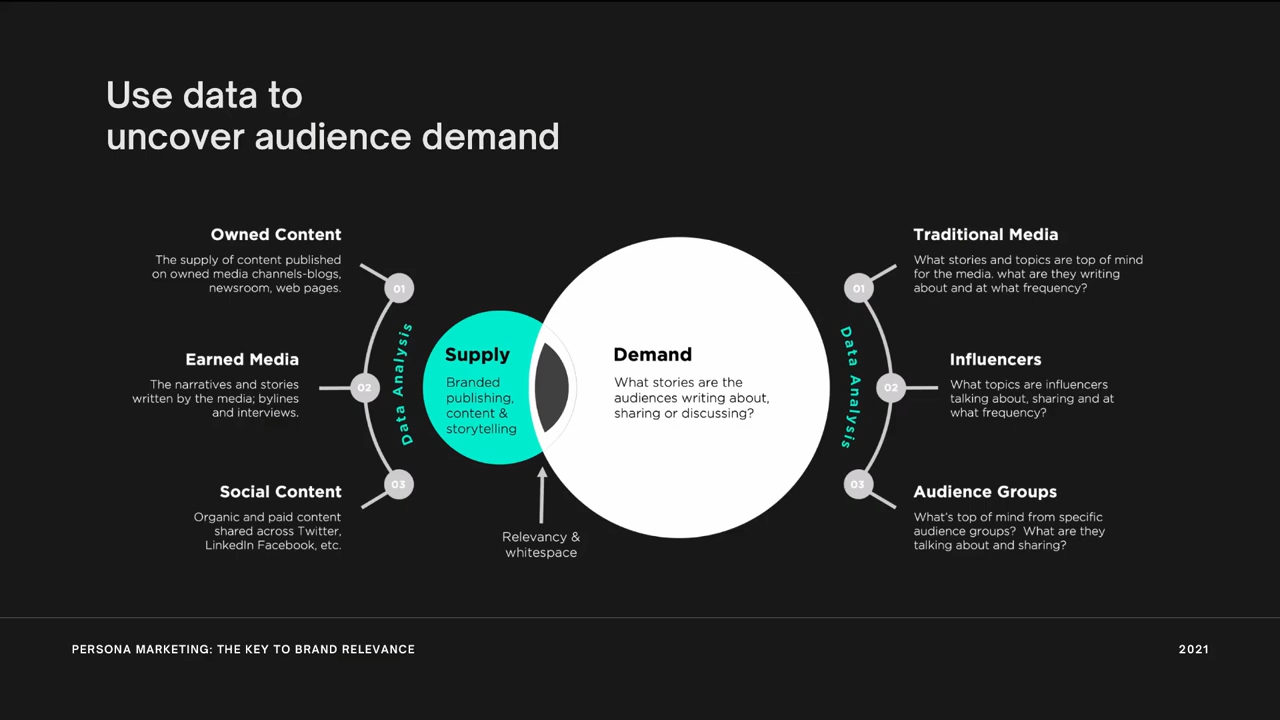 Use data to
uncover audience demand
Owned Content
The supply of content published
on owned media channels-blogs,
newsroom, web pages.
01
Earned Media
The narratives and stories
written by the media; bylines
and interviews.
02
Social Content
Organic and paid content
shared across Twitter,
LinkedIn Facebook, etc.
03
Data Analysis
Supply
Branded
publishing,
content &
storytelling
Relevancy &
whitespace
Demand
What stories are the
audiences writing about,
sharing or discussing?
Data Analysis
01
Traditional Media
What stories and topics are top of mind
for the media. what are they writing
about and at what frequency?
02
Influencers
What topics are influencers
talking about, sharing and at
what frequency?
03
Audience Groups
What's top of mind from specific
audience groups?  What are they
talking about and sharing?
PERSONA MARKETING: THE KEY TO BRAND RELEVANCE
2021